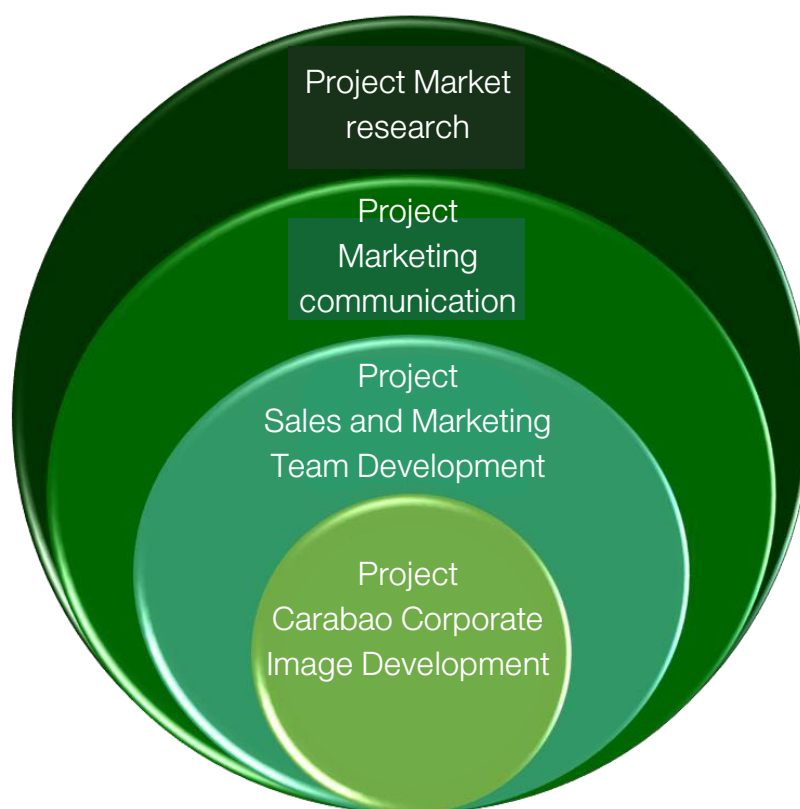 Project Market
research
Project
Marketing
communication
Project
Sales and Marketing
Team Development
Project
Carabao Corporate
Image Development